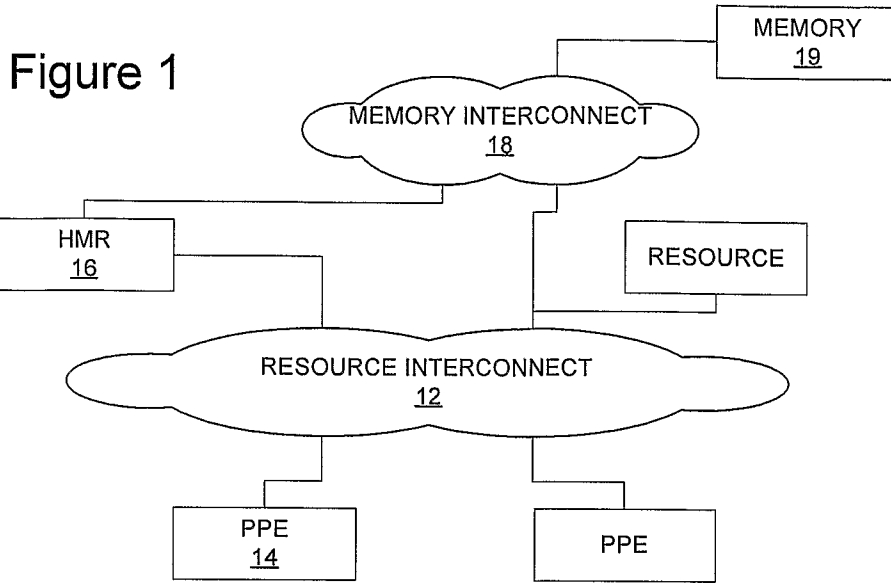 Figure 1
MEMORY
19
MEMORY INTERCONNECT
18
HMR
16
RESOURCE
RESOURCE INTERCONNECT
12
PPE
14
PPE